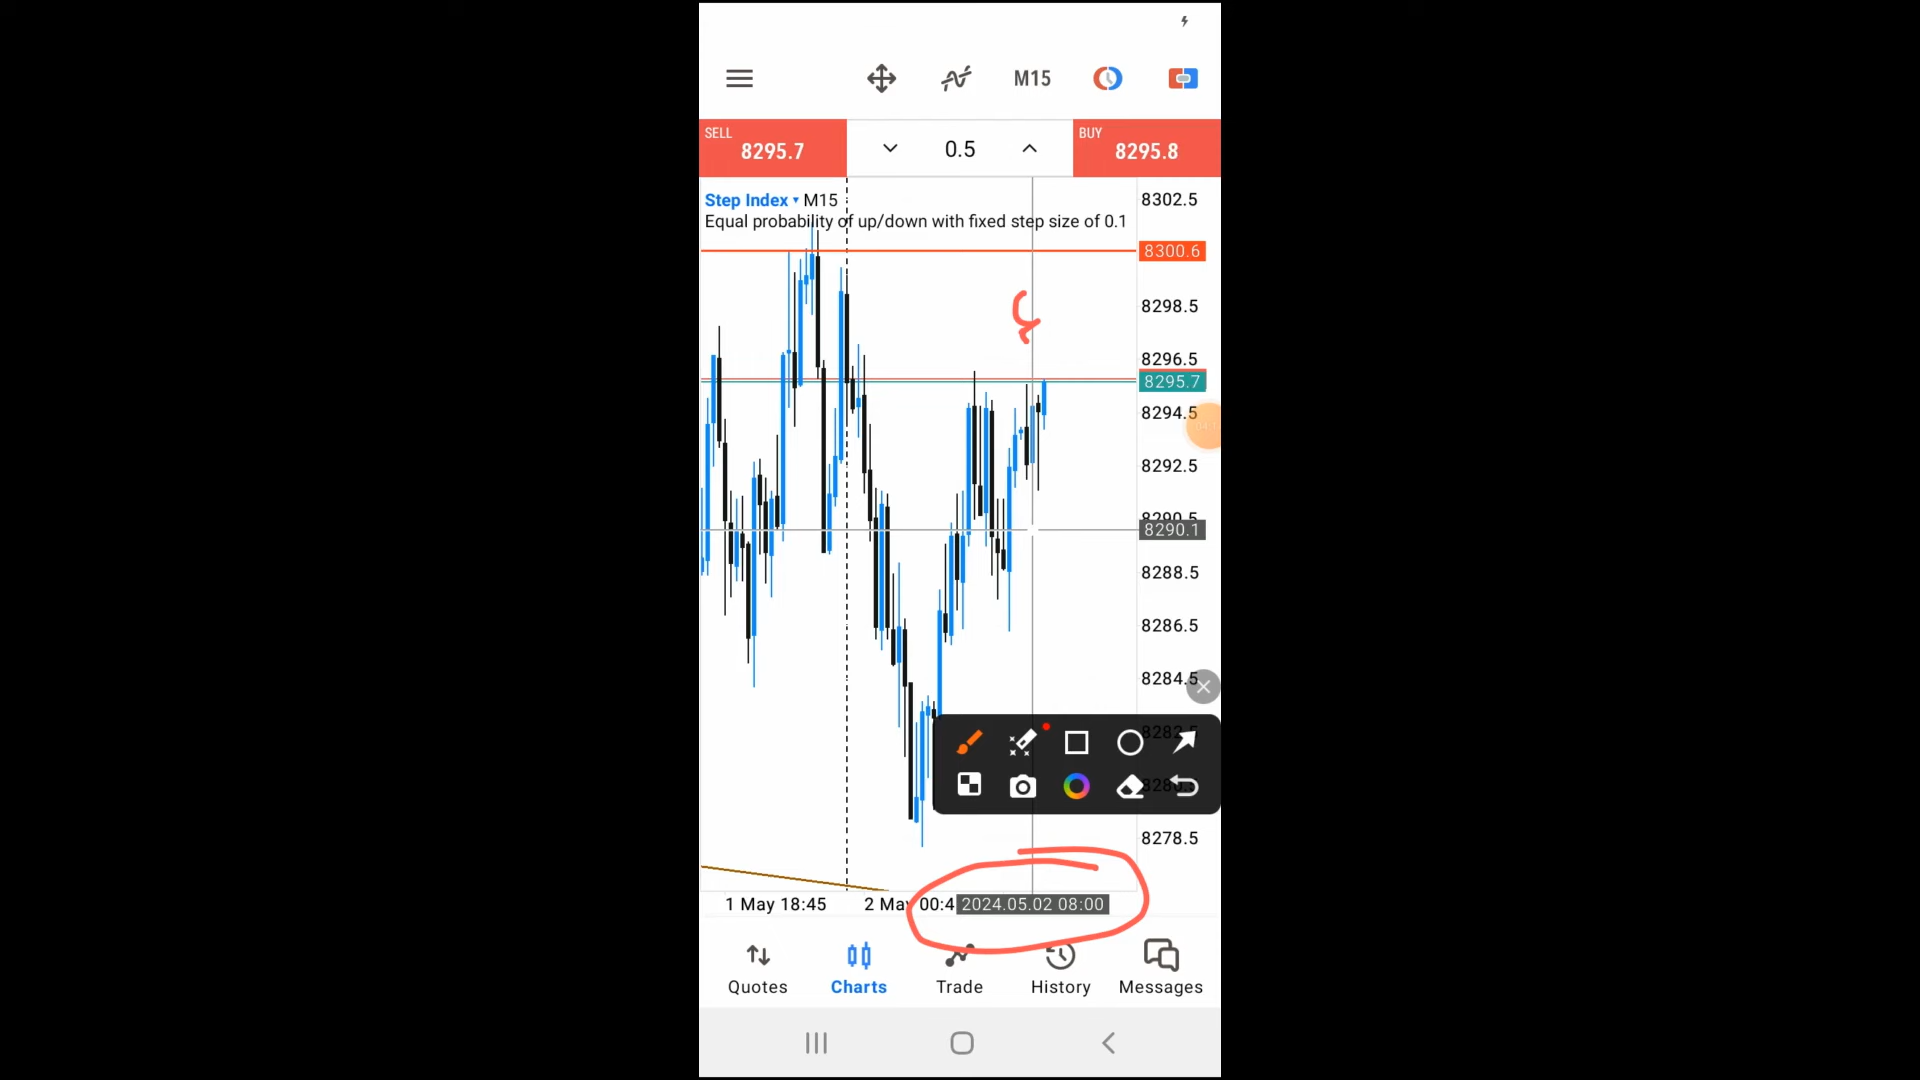 M15
SELL
8295.7
0.5
BUY
8295.8
Step Index M15
Equal probability of up/down with fixed step size of 0.1
8302.5
8300.6
8298.5
8296.5
8295.7
8294.5
8292.5
8290.5
8290.1
8288.5
8286.5
8284.5
8278.5
1 May 18:45
2 May 00:4
2024.05.02 08:00
Quotes
Charts
Trade
History
Messages